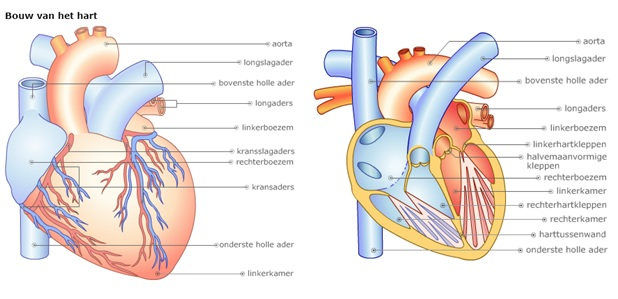 Bouw van het hart
aorta
longslagader
bovenste holle ader
longaders
linkerboezem
kransslagaders
rechterboezem
kransaders
onderste holle ader
linkerkamer
aorta
longslagader
bovenste holle ader
longaders
linkerboezem
linkerhartkleppen
halvemaanvormige
kleppen
rechterboezem
linkerkamer
rechterhartkleppen
rechterkamer
harttussenwand
onderste holle ader